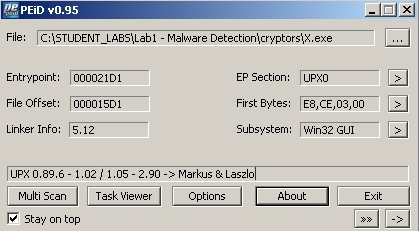 PEiD v0.95
File: C:\STUDENT_LABS\Lab1 - Malware Detection\cryptors\X.exe ...
Entrypoint: 000021D1 EP Section: UPX0 >
File Offset: 000015D1 First Bytes: E8,CE,03,00 >
Linker Info: 5.12 Subsystem: Win32 GUI >
UPX 0.89.6 - 1.02 / 1.05 - 2.90 -> Markus & Laszlo
Multi Scan Task Viewer Options About Exit
Stay on top >> ->